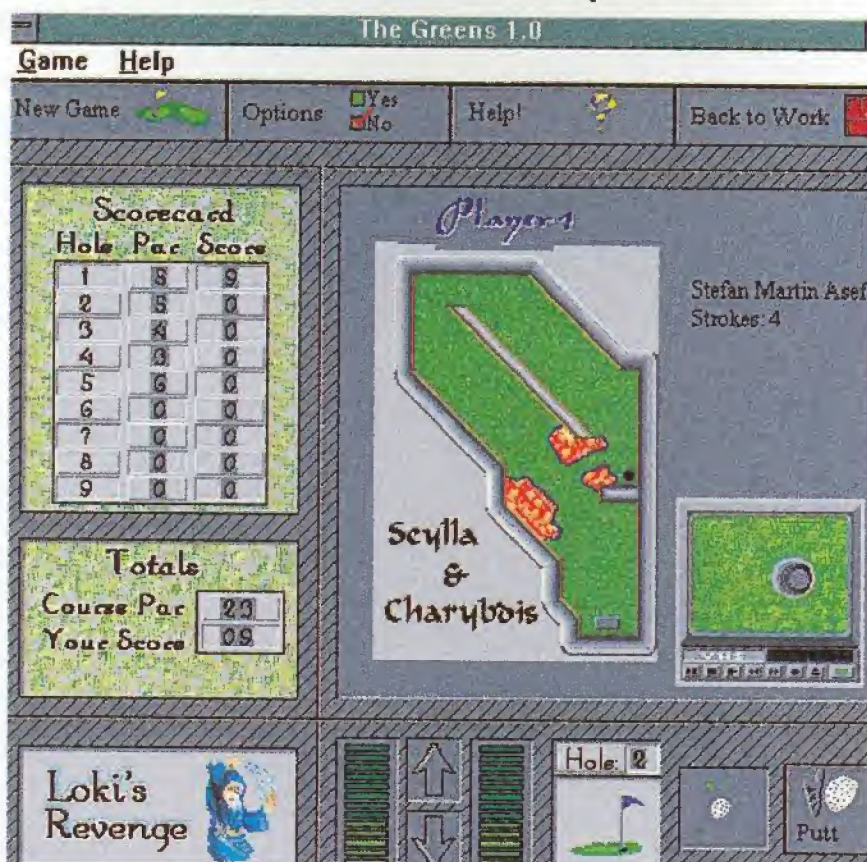 The Greens 1.0
Game Help
New Game Options Yes No Help! Back to Work
Scorecard
Hole Par Score
1 5 9
2 5 0
3 4 0
4 3 0
5 6 0
6 0 0
7 0 0
8 0 0
9 0 0
Totals
Course Par 23
Your Score 09
Loki's
Revenge
Player 1
Stefan Martin Asef
Strokes: 4
Scylla
&
Charybdis
Hole: 2
Putt